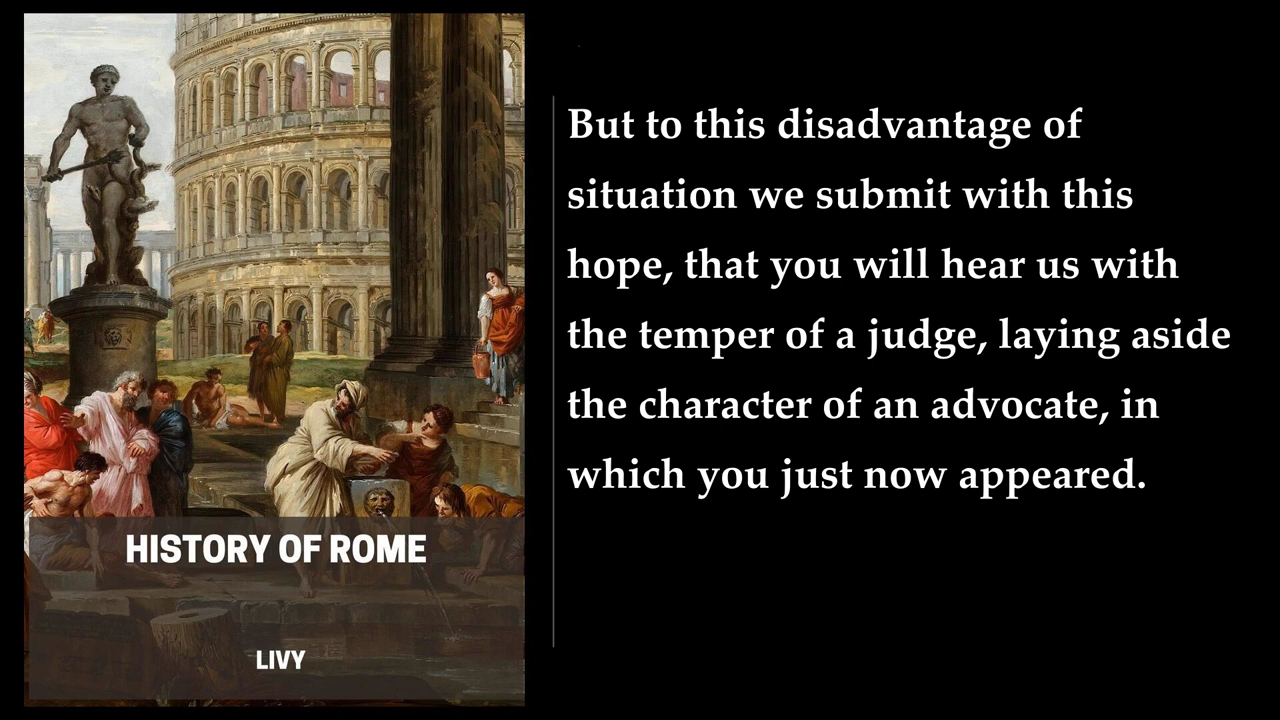 HISTORY OF ROME
LIVY
But to this disadvantage of
situation we submit with this
hope, that you will hear us with
the temper of a judge, laying aside
the character of an advocate, in
which you just now appeared.